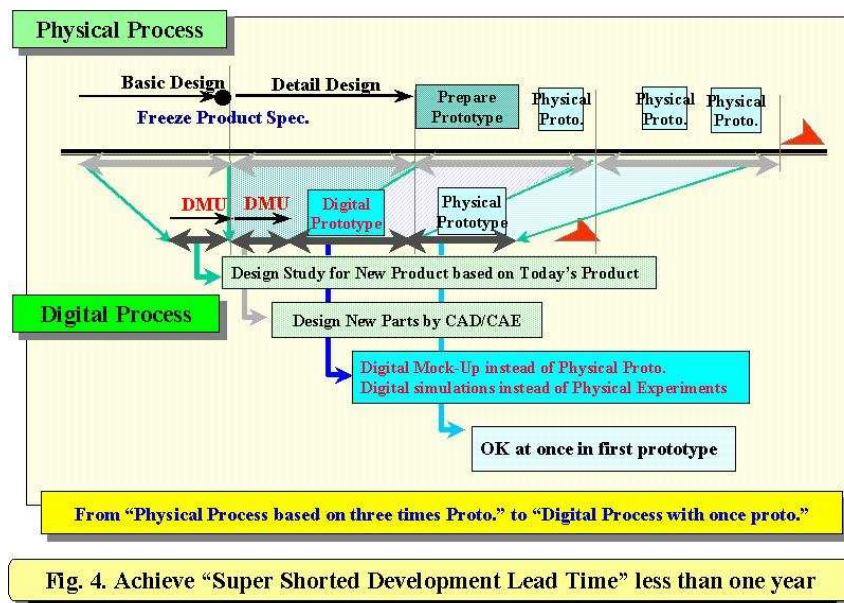 Physical Process
Basic Design
Detail Design
Freeze Product Spec.
Prepare
Prototype
Physical
Proto.
Physical
Proto.
Physical
Proto.
DMU
DMU
Digital
Prototype
Physical
Prototype
Design Study for New Product based on Today's Product
Digital Process
Design New Parts by CAD/CAE
Digital Mock-Up instead of Physical Proto.
Digital simulations instead of Physical Experiments
OK at once in first prototype
From “Physical Process based on three times Proto.” to “Digital Process with once proto.”
Fig. 4. Achieve “Super Shorted Development Lead Time” less than one year